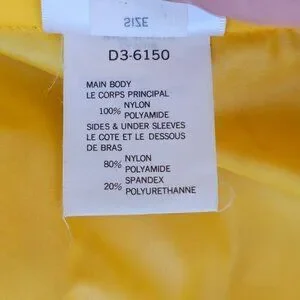 SIZE
D3-6150
MAIN BODY
LE CORPS PRINCIPAL
100% NYLON
POLYAMIDE
SIDES & UNDER SLEEVES
LE COTE ET LE DESSOUS
DE BRAS
80% NYLON
POLYAMIDE
20% SPANDEX
POLYURETHANNE